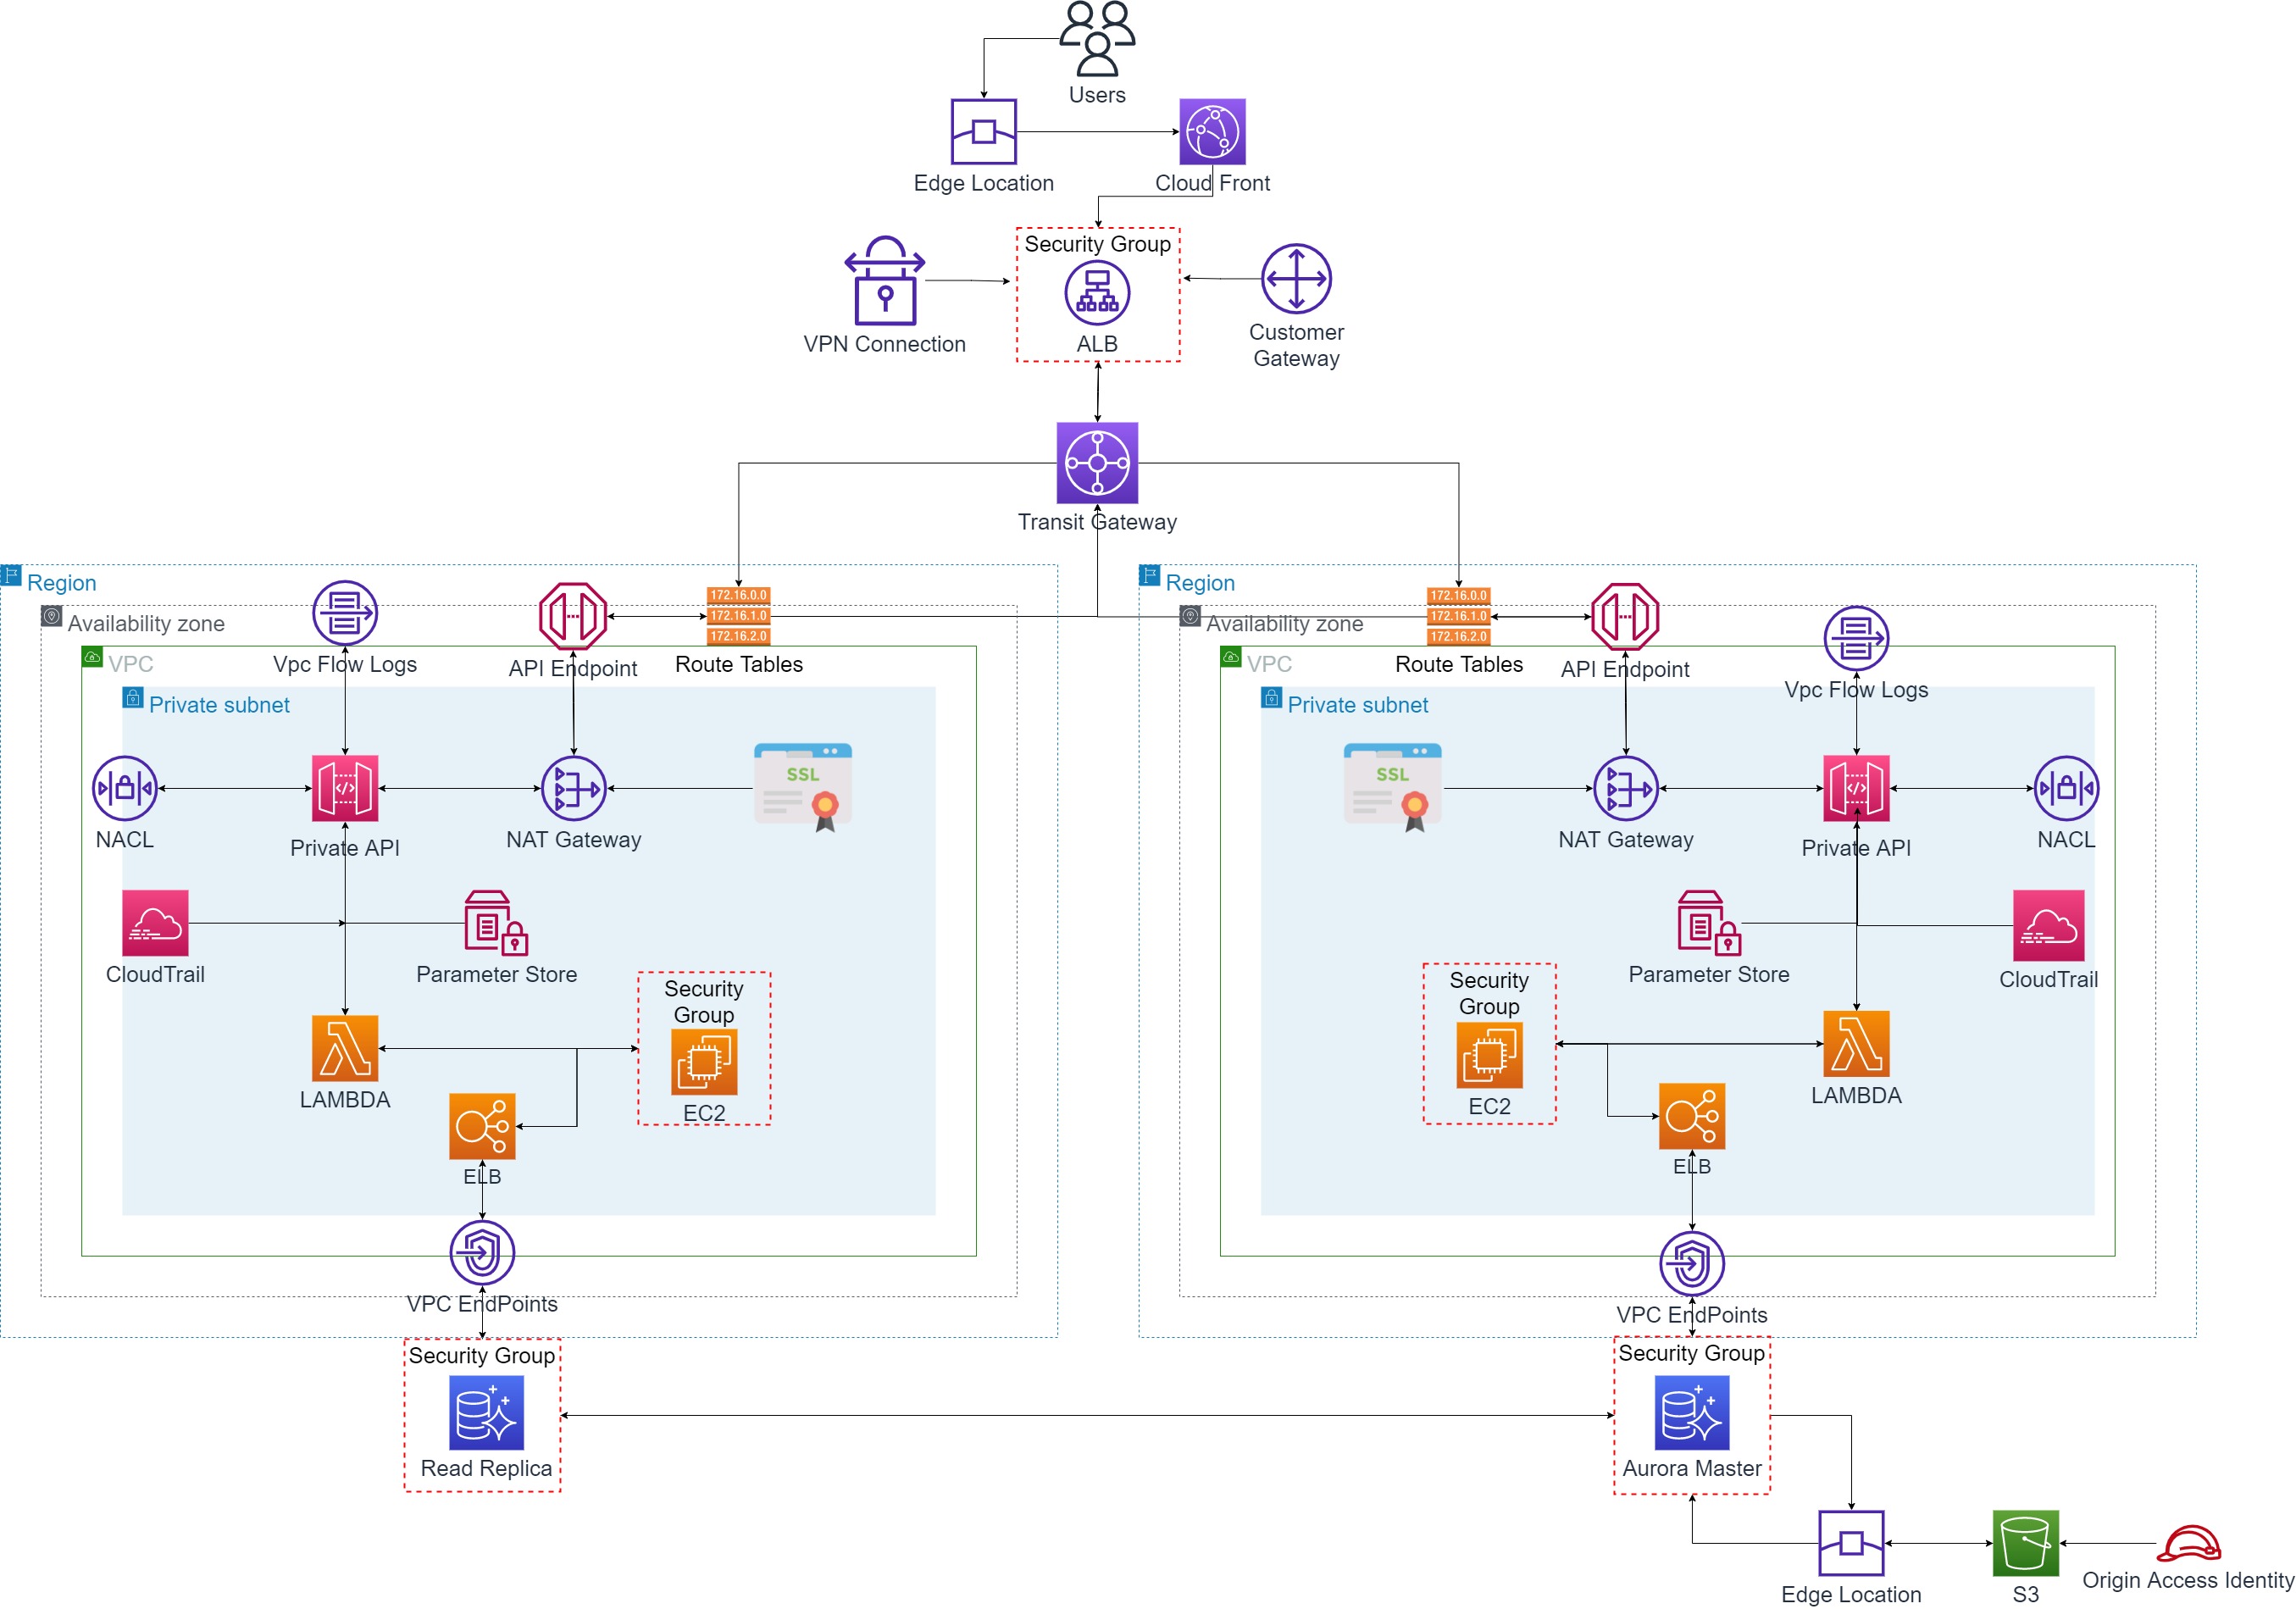 Users
Edge Location
Cloud Front
Security Group
ALB
VPN Connection
Customer
Gateway
Transit Gateway
Region
Availability zone
VPC
Private subnet
Vpc Flow Logs
API Endpoint
172.16.0.0
172.16.1.0
172.16.2.0
Route Tables
NACL
Private API
NAT Gateway
SSL
CloudTrail
Parameter Store
LAMBDA
Security
Group
EC2
ELB
VPC EndPoints
Security Group
Read Replica
Region
Availability zone
VPC
Private subnet
172.16.0.0
172.16.1.0
172.16.2.0
Route Tables
API Endpoint
Vpc Flow Logs
SSL
NAT Gateway
Private API
NACL
Parameter Store
CloudTrail
Security
Group
EC2
LAMBDA
ELB
VPC EndPoints
Security Group
Aurora Master
Edge Location
S3
Origin Access Identity